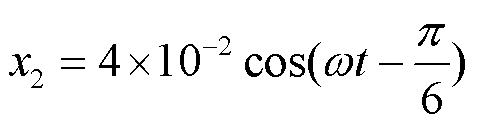 x₂ = 4×10⁻² cos(ωt − π/6)